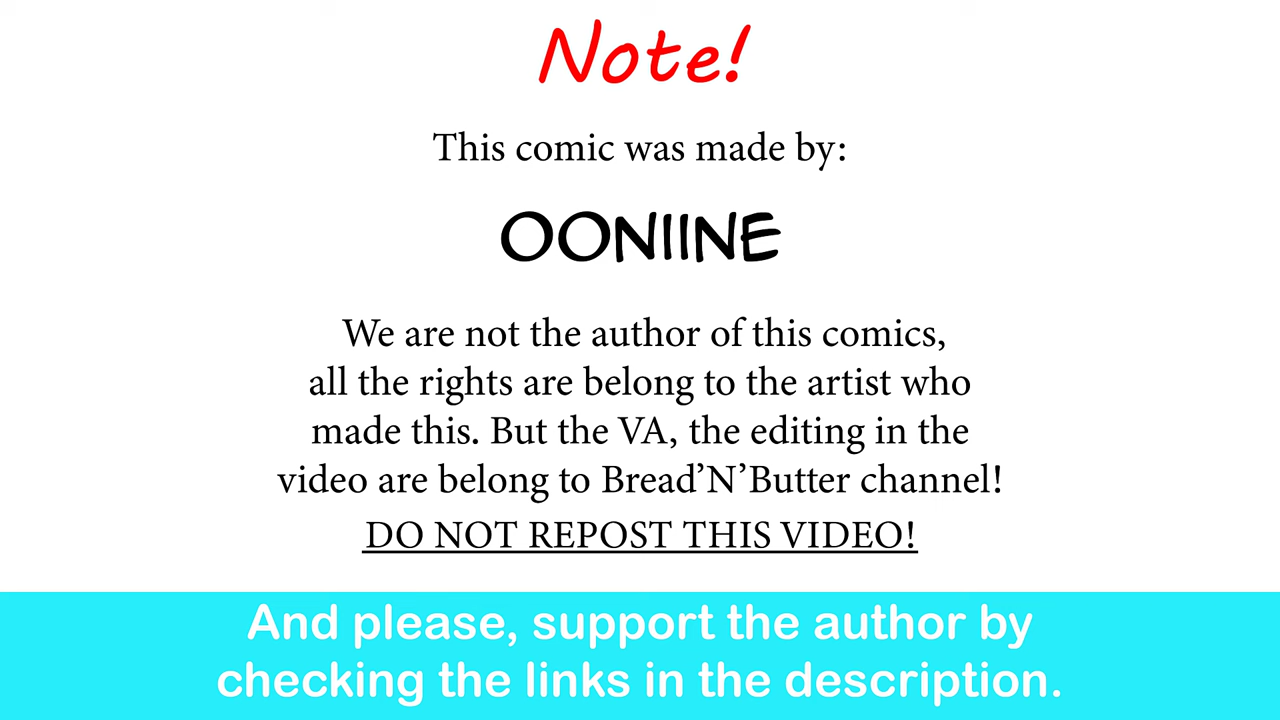 Note!
This comic was made by:
OONIINE
We are not the author of this comics,
all the rights are belong to the artist who
made this. But the VA, the editing in the
video are belong to Bread’N’Butter channel!
DO NOT REPOST THIS VIDEO!
And please, support the author by
checking the links in the description.